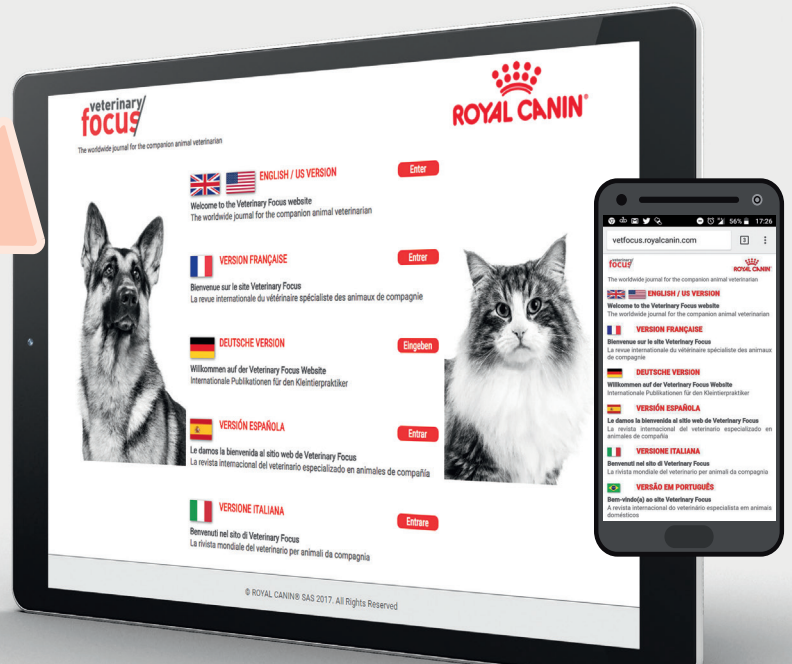 veterinary
focus
The worldwide journal for the companion animal veterinarian
ROYAL CANIN®
ENGLISH / US VERSION
Enter
Welcome to the Veterinary Focus website
The worldwide journal for the companion animal veterinarian
VERSION FRANÇAISE
Entrer
Bienvenue sur le site Veterinary Focus
La revue internationale du vétérinaire spécialiste des animaux de compagnie
DEUTSCHE VERSION
Eingeben
Willkommen auf der Veterinary Focus Website
Internationale Publikationen für den Kleintierpraktiker
VERSIÓN ESPAÑOLA
Entrar
Le damos la bienvenida al sitio web de Veterinary Focus
La revista internacional del veterinario especializado en animales de compañía
VERSIONE ITALIANA
Entrare
Benvenuti nel sito di Veterinary Focus
La rivista mondiale del veterinario per animali da compagnia
© ROYAL CANIN® SAS 2017. All Rights Reserved
56% 17:26
vetfocus.royalcanin.com
3
veterinary
focus
ROYAL CANIN
The worldwide journal for the companion animal veterinarian
ENGLISH / US VERSION
Welcome to the Veterinary Focus website
The worldwide journal for the companion animal veterinarian
VERSION FRANÇAISE
Bienvenue sur le site Veterinary Focus
La revue internationale du vétérinaire spécialiste des animaux
de compagnie
DEUTSCHE VERSION
Willkommen auf der Veterinary Focus Website
Internationale Publikationen für den Kleintierpraktiker
VERSIÓN ESPAÑOLA
Le damos la bienvenida al sitio web de Veterinary Focus
La revista internacional del veterinario especializado en
animales de compañía
VERSIONE ITALIANA
Benvenuti nel sito di Veterinary Focus
La rivista mondiale del veterinario per animali da compagnia
VERSÃO EM PORTUGUÊS
Bem-vindo(a) ao site Veterinary Focus
A revista internacional do veterinário especialista em animais
domésticos